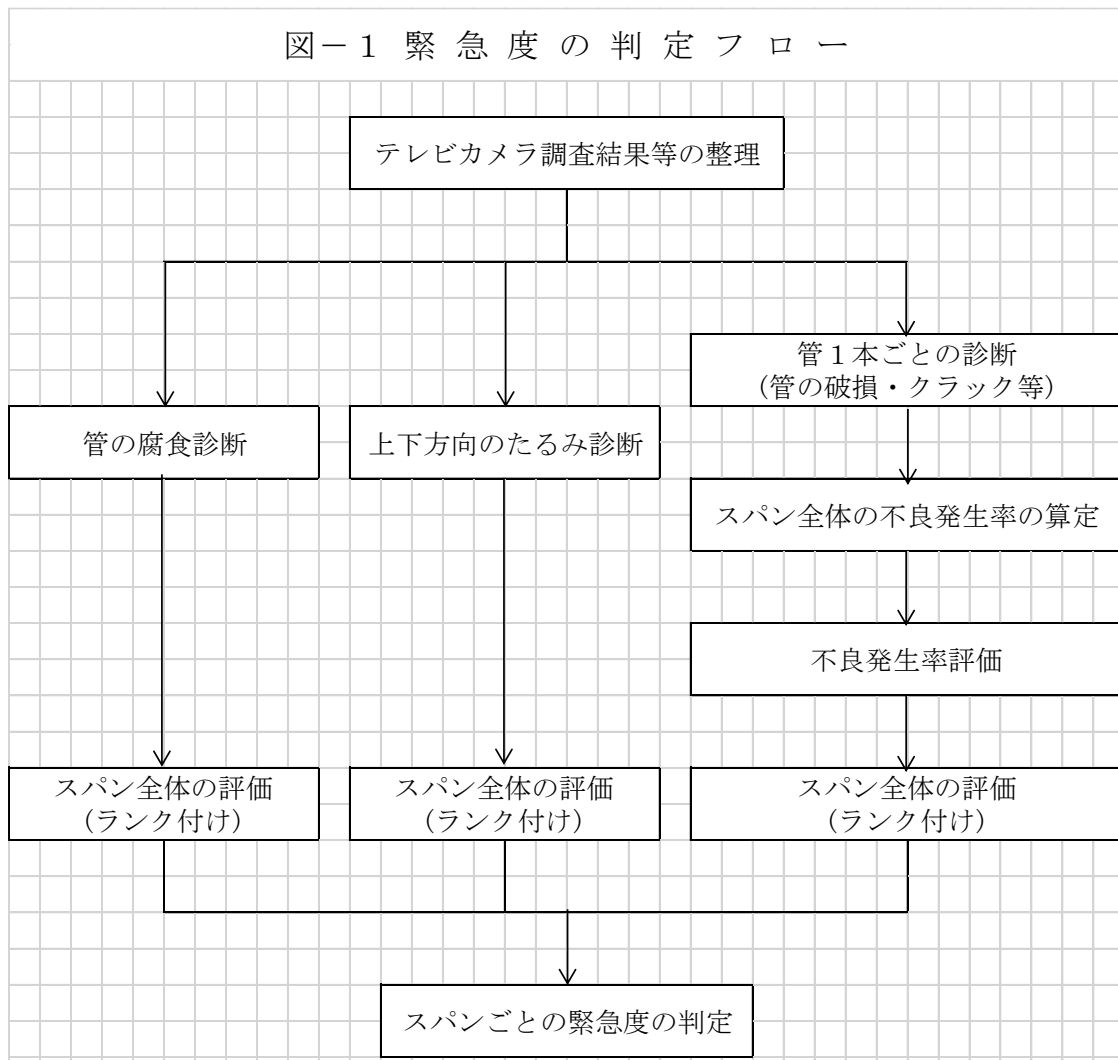 図－１ 緊 急 度 の 判 定 フ ロ ー
テレビカメラ調査結果等の整理
管１本ごとの診断
（管の破損・クラック等）
管の腐食診断
上下方向のたるみ診断
スパン全体の不良発生率の算定
不良発生率評価
スパン全体の評価
（ランク付け）
スパン全体の評価
（ランク付け）
スパン全体の評価
（ランク付け）
スパンごとの緊急度の判定